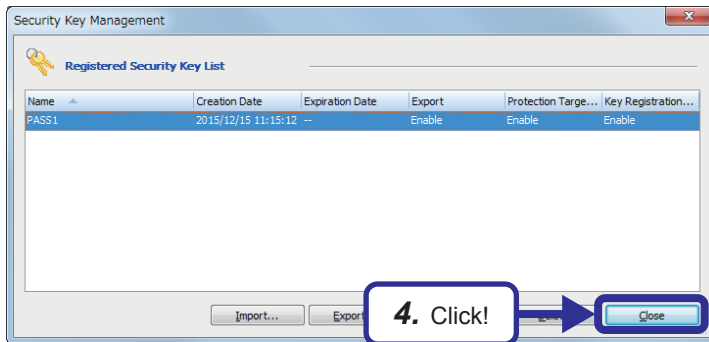 Security Key Management
Registered Security Key List
Name Creation Date Expiration Date Export Protection Targe... Key Registration...
PASS1 2015/12/15 11:15:12 -- Enable Enable Enable
Import... Export 4. Click! Close